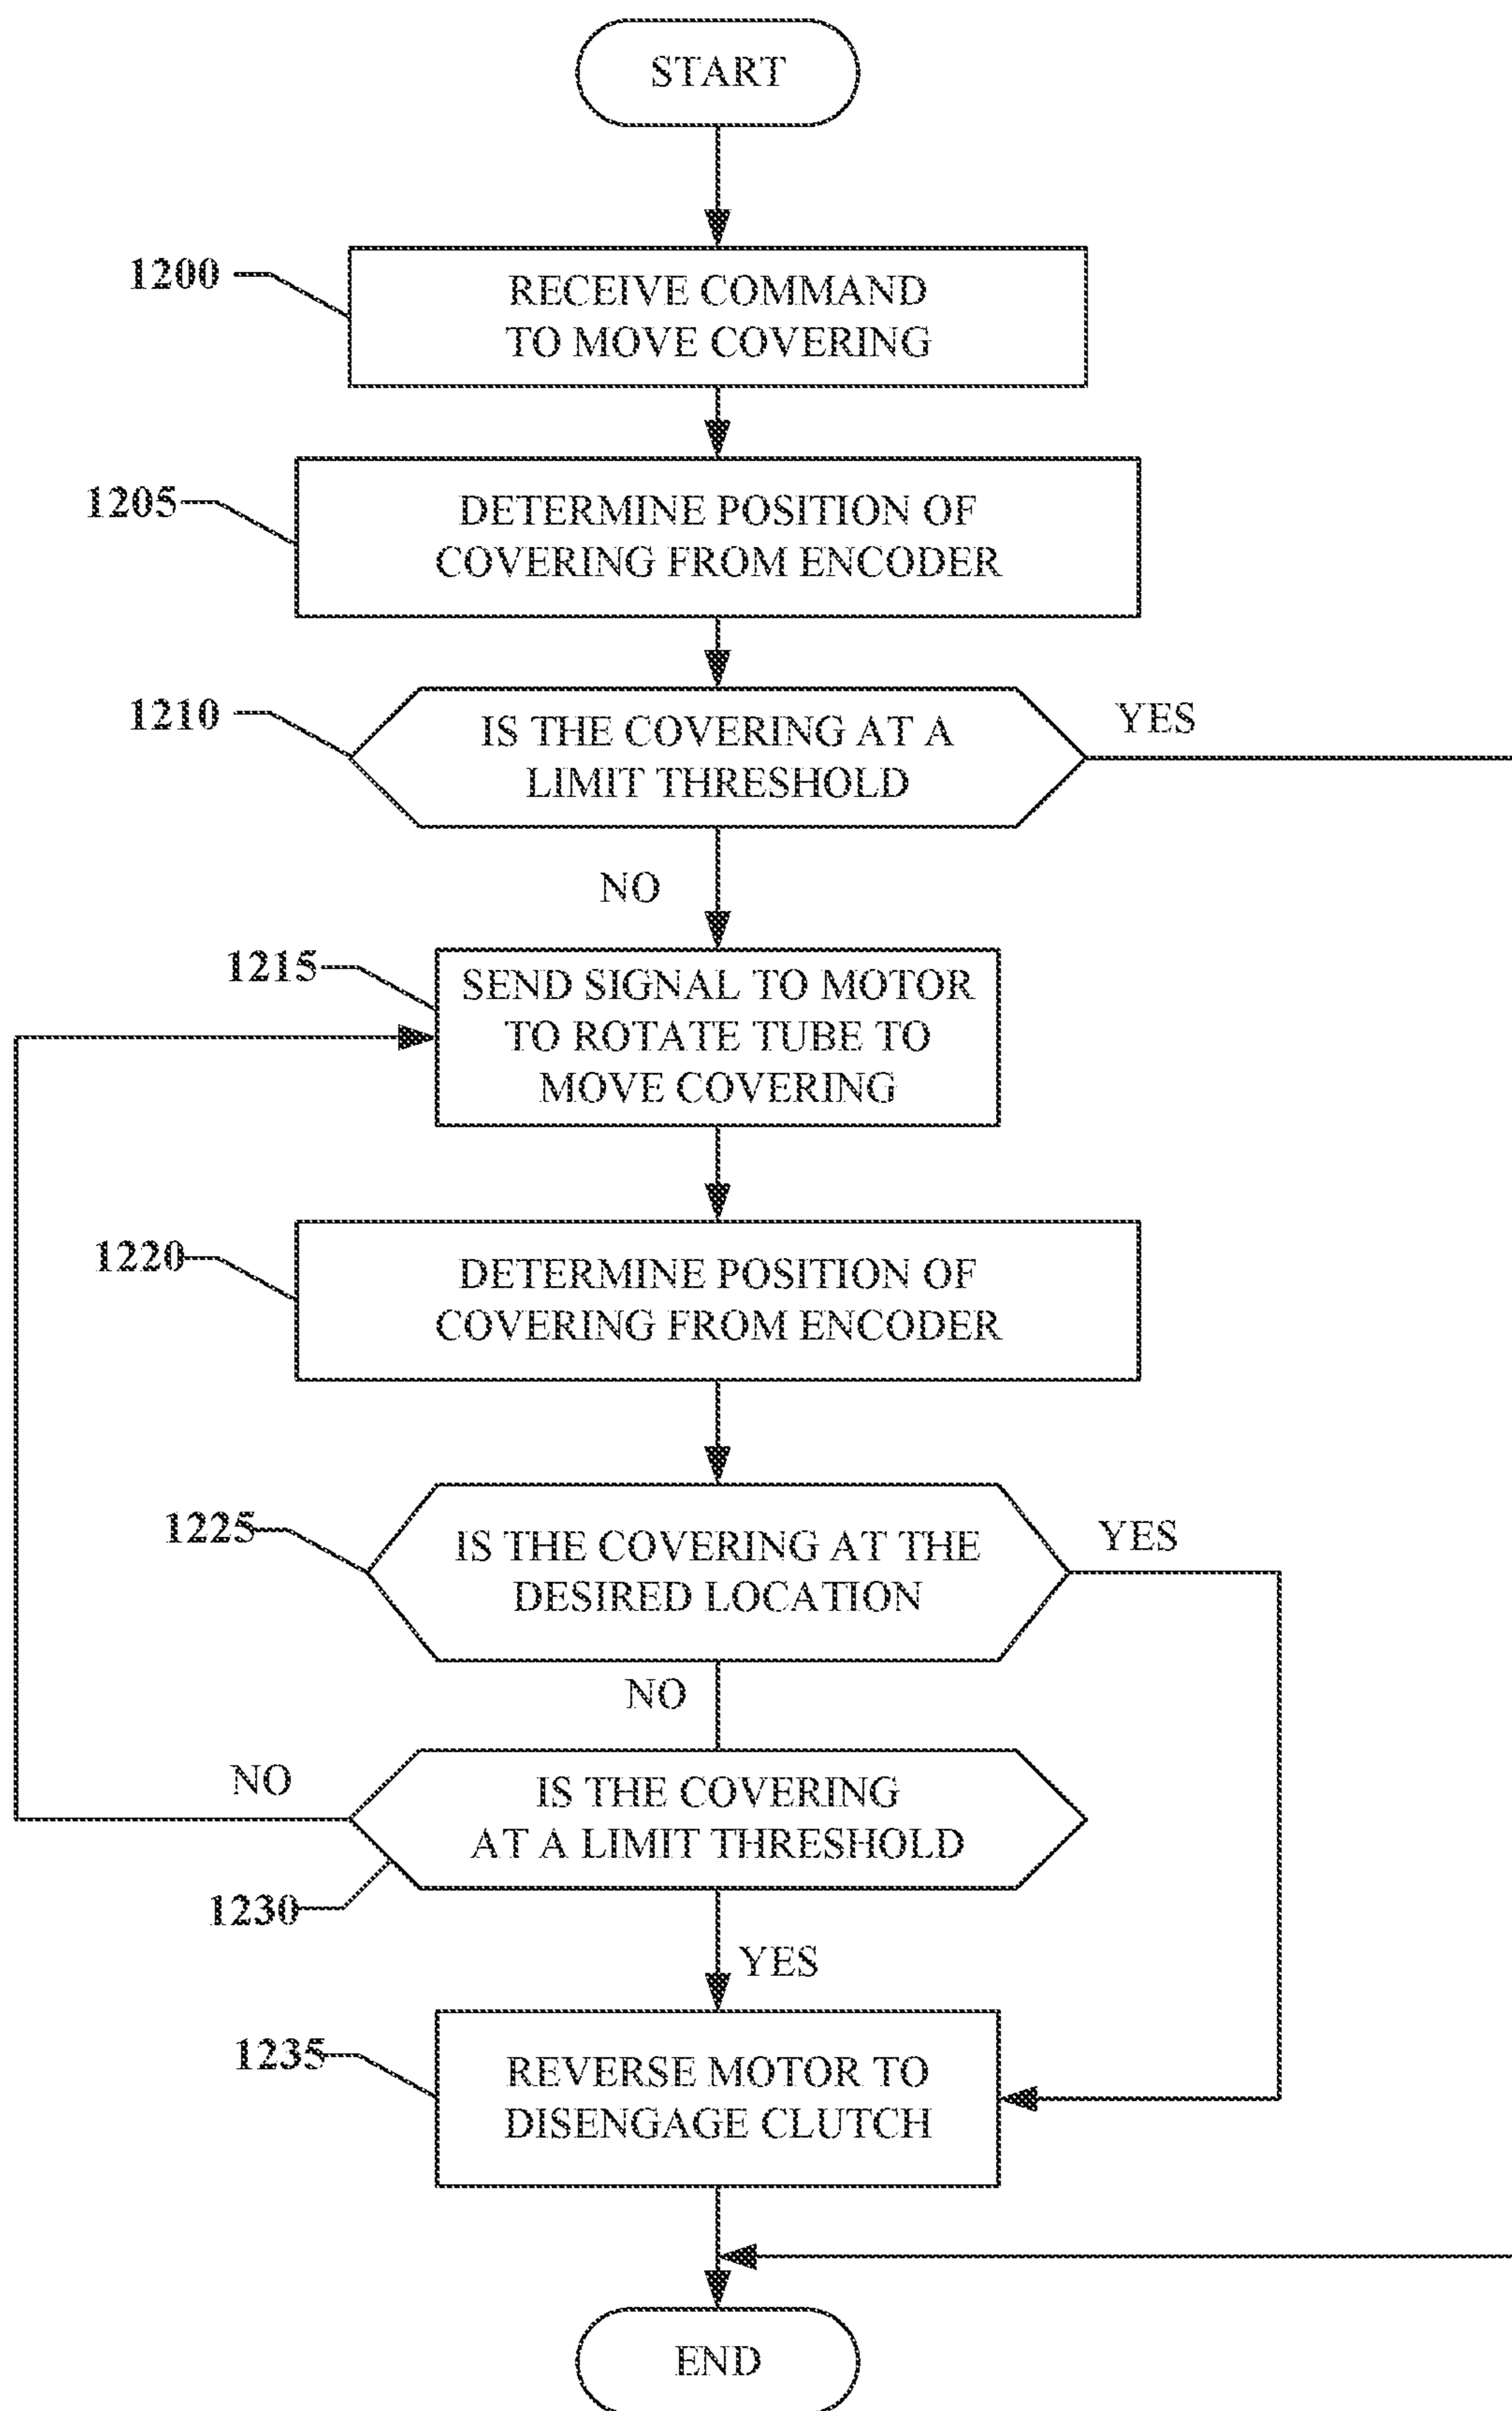 START
1200
RECEIVE COMMAND
TO MOVE COVERING
1205
DETERMINE POSITION OF
COVERING FROM ENCODER
1210
IS THE COVERING AT A
LIMIT THRESHOLD
YES
NO
1215
SEND SIGNAL TO MOTOR
TO ROTATE TUBE TO
MOVE COVERING
1220
DETERMINE POSITION OF
COVERING FROM ENCODER
1225
IS THE COVERING AT THE
DESIRED LOCATION
YES
NO
NO
IS THE COVERING
AT A LIMIT THRESHOLD
1230
YES
1235
REVERSE MOTOR TO
DISENGAGE CLUTCH
END